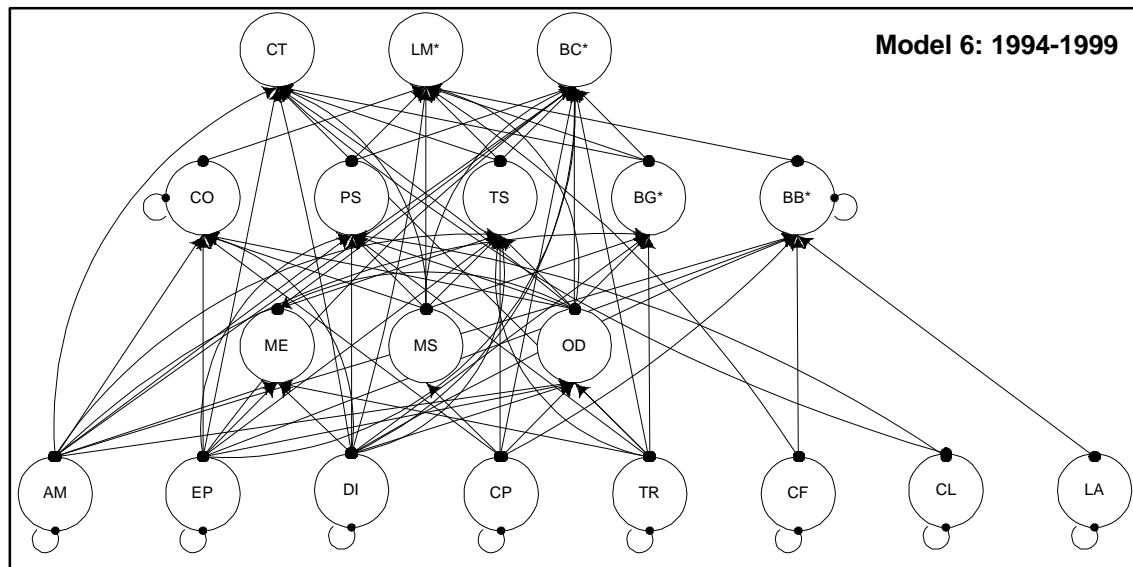 CT LM* BC* Model 6: 1994-1999
CO PS TS BG* BB*
ME MS OD
AM EP DI CP TR CF CL LA